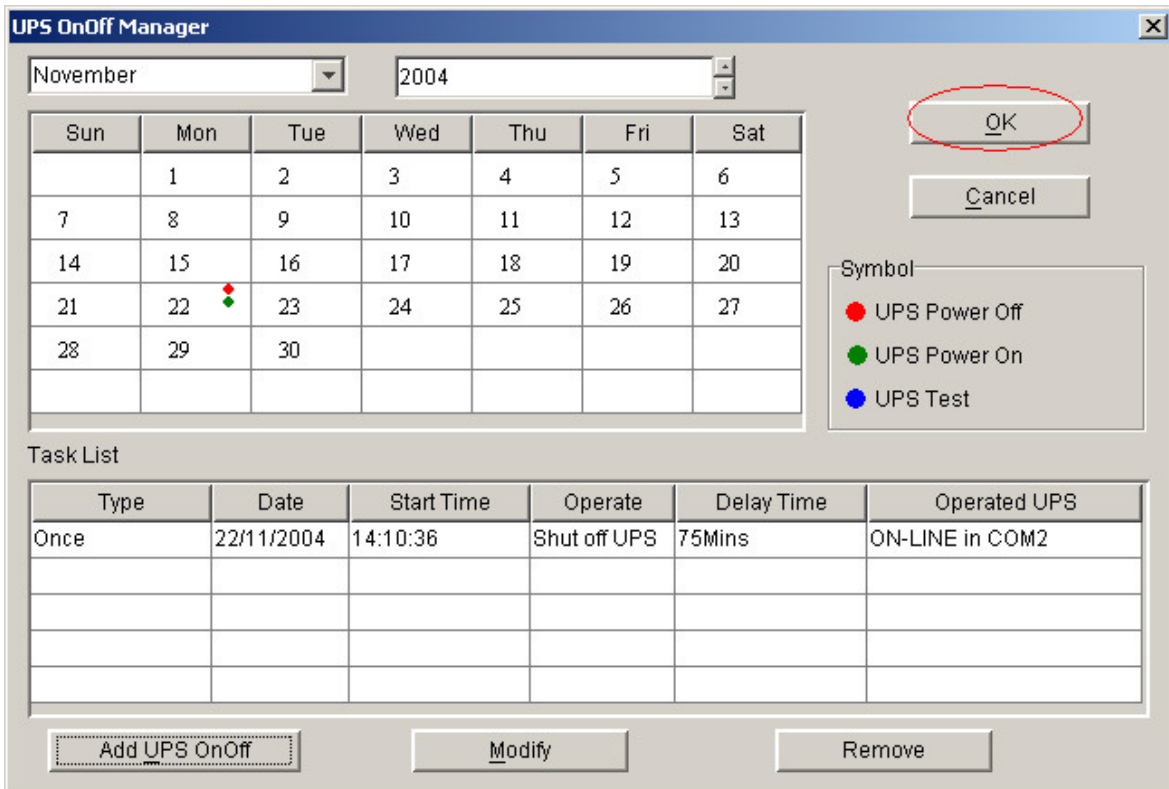 UPS OnOff Manager
November 2004
OK
Sun Mon Tue Wed Thu Fri Sat
1 2 3 4 5 6
Cancel
7 8 9 10 11 12 13
14 15 16 17 18 19 20
Symbol
21 22 23 24 25 26 27
UPS Power Off
28 29 30
UPS Power On
UPS Test
Task List
Type Date Start Time Operate Delay Time Operated UPS
Once 22/11/2004 14:10:36 Shut off UPS 75Mins ON-LINE in COM2
Add UPS OnOff Modify Remove